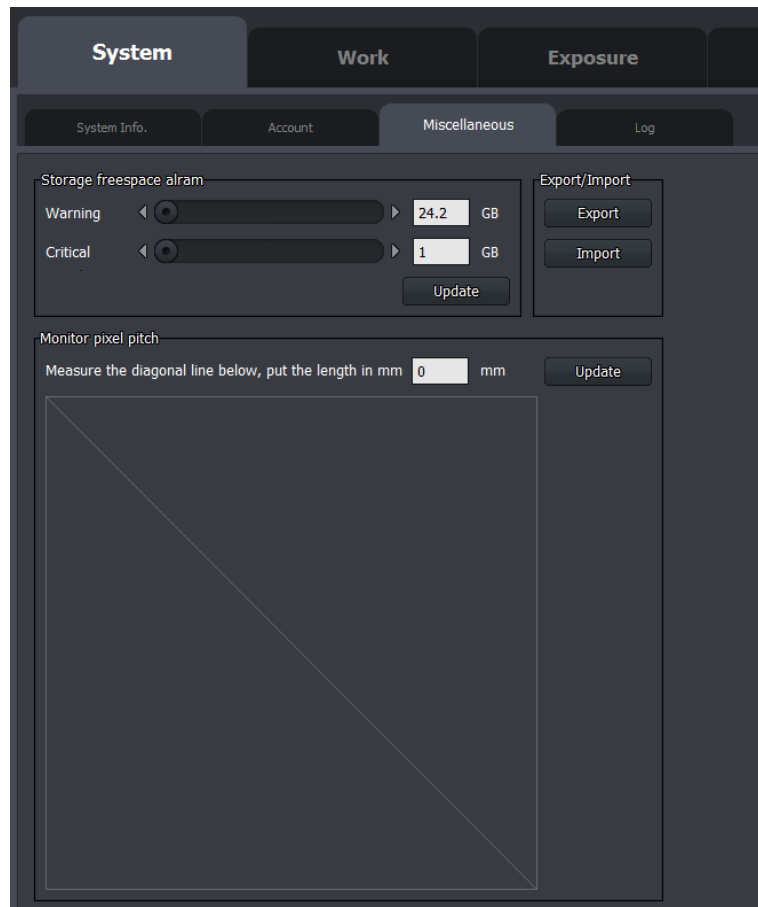 System Work Exposure
System Info. Account Miscellaneous Log
Storage freespace alram Export/Import
Warning 24.2 GB Export
Critical 1 GB Import
Update
Monitor pixel pitch
Measure the diagonal line below, put the length in mm 0 mm Update